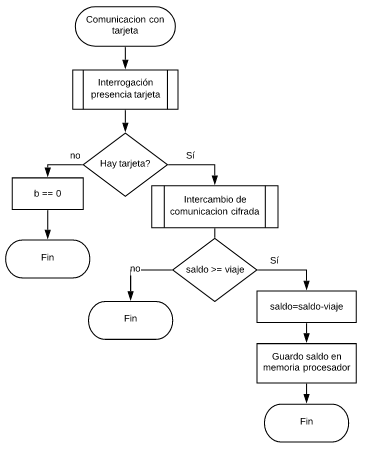 Comunicacion con
tarjeta
Interrogación
presencia tarjeta
Hay tarjeta?
no
Sí
b == 0
Intercambio de
comunicacion cifrada
Fin
saldo >= viaje
no
Sí
Fin
saldo=saldo-viaje
Guardo saldo en
memoria procesador
Fin